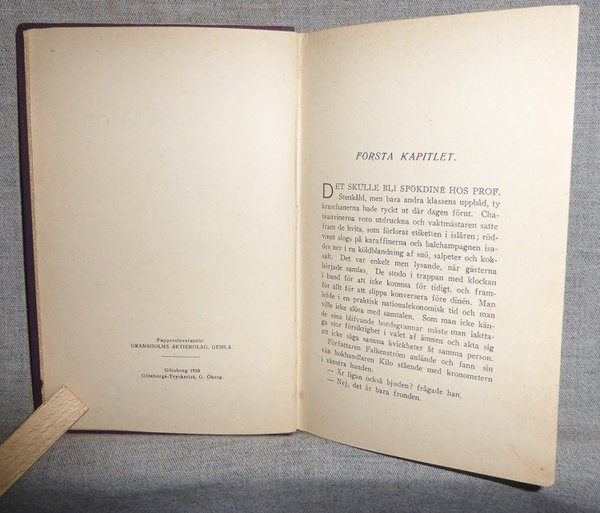 Pappersleverantör:
GRANSHOLMS AKTIEBOLAG, GEMLA.
Göteborg 1910
Göteborgs-Tryckeriet, G. Öberg.
FÖRSTA KAPITLET.
DET SKULLE BLI SPÖKDINÉ HOS PROF.
Stenkåhl, men bara andra klassens uppbåd, ty
kraschanerna hade ryckt ut där dagen förut. Cha-
teauvinerna voro utdruckna och vaktmästaren satte
fram de hvita, som förlorat etiketten i islåren; röd-
vinet slogs på karaffinerna och balchampagnen isa-
des ner i en köldblandning af snö, salpeter och kok-
salt. Det var enkelt men lysande, när gästerna
började samlas. De stodo i trappan med klockan
i hand för att icke komma för tidigt, och fram-
för allt för att slippa konversera före dinén. Man
lefde i en praktisk nationalekonomisk tid och man
ville icke slösa med samtalen. Som man icke kän-
de sina blifvande bordsgrannar måste man iaktta-
ga stor försiktighet i valet af ämnen och akta sig
att icke säga samma kvickheter åt samma person.
Författaren Falkenström anlände och fann sin
vän bokhandlaren Kilo stående med kronometern
i vänstra handen.
— Är ligan också bjuden? frågade han.
— Nej, det är bara fronden.